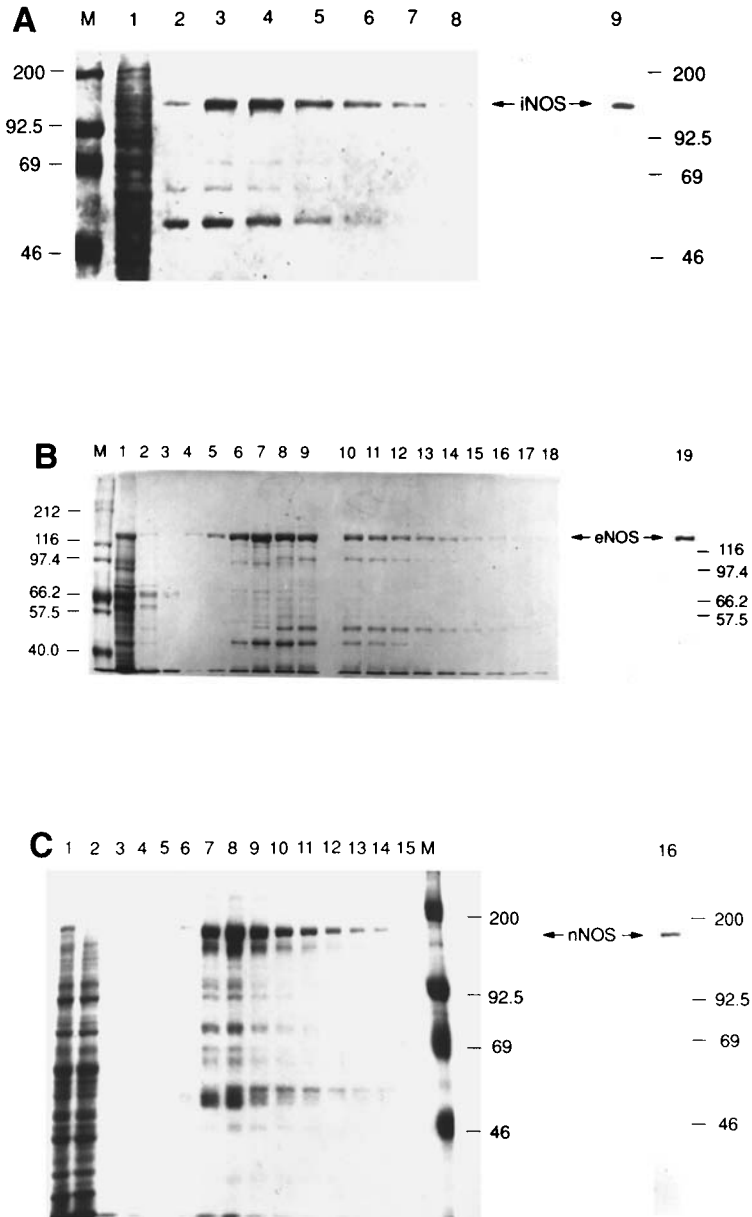 A M 1 2 3 4 5 6 7 8 9
200 – – 200
← iNOS →
92.5 – – 92.5
69 – – 69
46 – – 46
B M 1 2 3 4 5 6 7 8 9 10 11 12 13 14 15 16 17 18 19
212 –
116 – ← eNOS → – 116
97.4 – – 97.4
66.2 – – 66.2
57.5 – – 57.5
40.0 –
C 1 2 3 4 5 6 7 8 9 10 11 12 13 14 15 M 16
– 200 – 200
← nNOS →
– 92.5 – 92.5
– 69 – 69
– 46 – 46